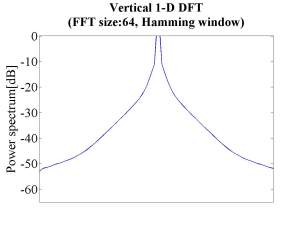 Vertical 1-D DFT
(FFT size:64, Hamming window)
Power spectrum[dB]
0
-10
-20
-30
-40
-50
-60